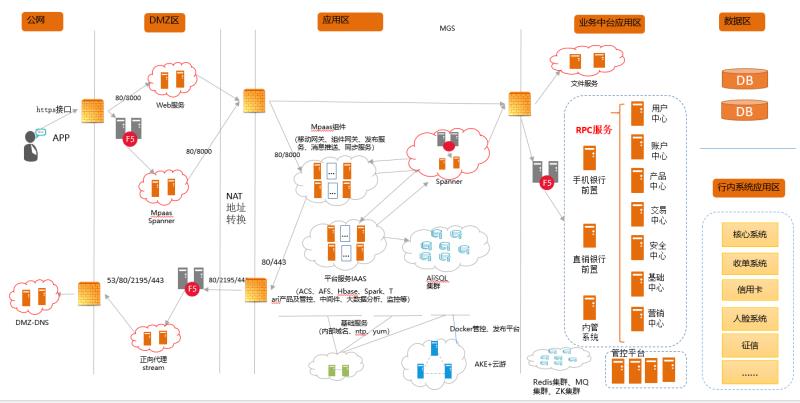 公网
DMZ区
应用区
MGS
业务中台应用区
数据区
https接口
APP
80/8000
Web服务
F5
80/8000
Mpaas
Spanner
NAT
地址
转换
Mpaas组件
(移动网关、组件网关、发布服
务、消息推送、同步服务)
80/8000
Spanner
80/443
平台服务IAAS
(ACS、AFS、Hbase、Spark、T
ari产品及管控、中间件、大数据分析、监控等)
AliSQL
集群
基础服务
(内部域名、ntp、yum)
Docker管控、发布平台
AKE+云游
53/80/2195/443
F5
80/2195/44
DMZ-DNS
正向代理
stream
文件服务
F5
RPC服务
手机银行
前置
直销银行
前置
内管
系统
用户
中心
账户
中心
产品
中心
交易
中心
安全
中心
基础
中心
营销
中心
Redis集群、MQ
集群、ZK集群
管控平台
DB
DB
行内系统应用区
核心系统
收单系统
信用卡
人脸系统
征信
......